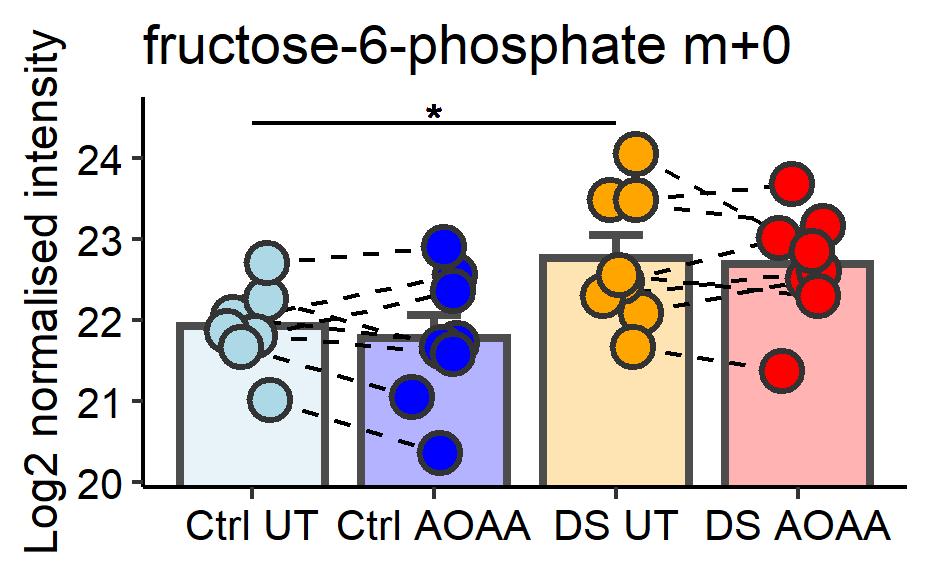 fructose-6-phosphate m+0
Log2 normalised intensity
*
24
23
22
21
20
Ctrl UT
Ctrl AOAA
DS UT
DS AOAA